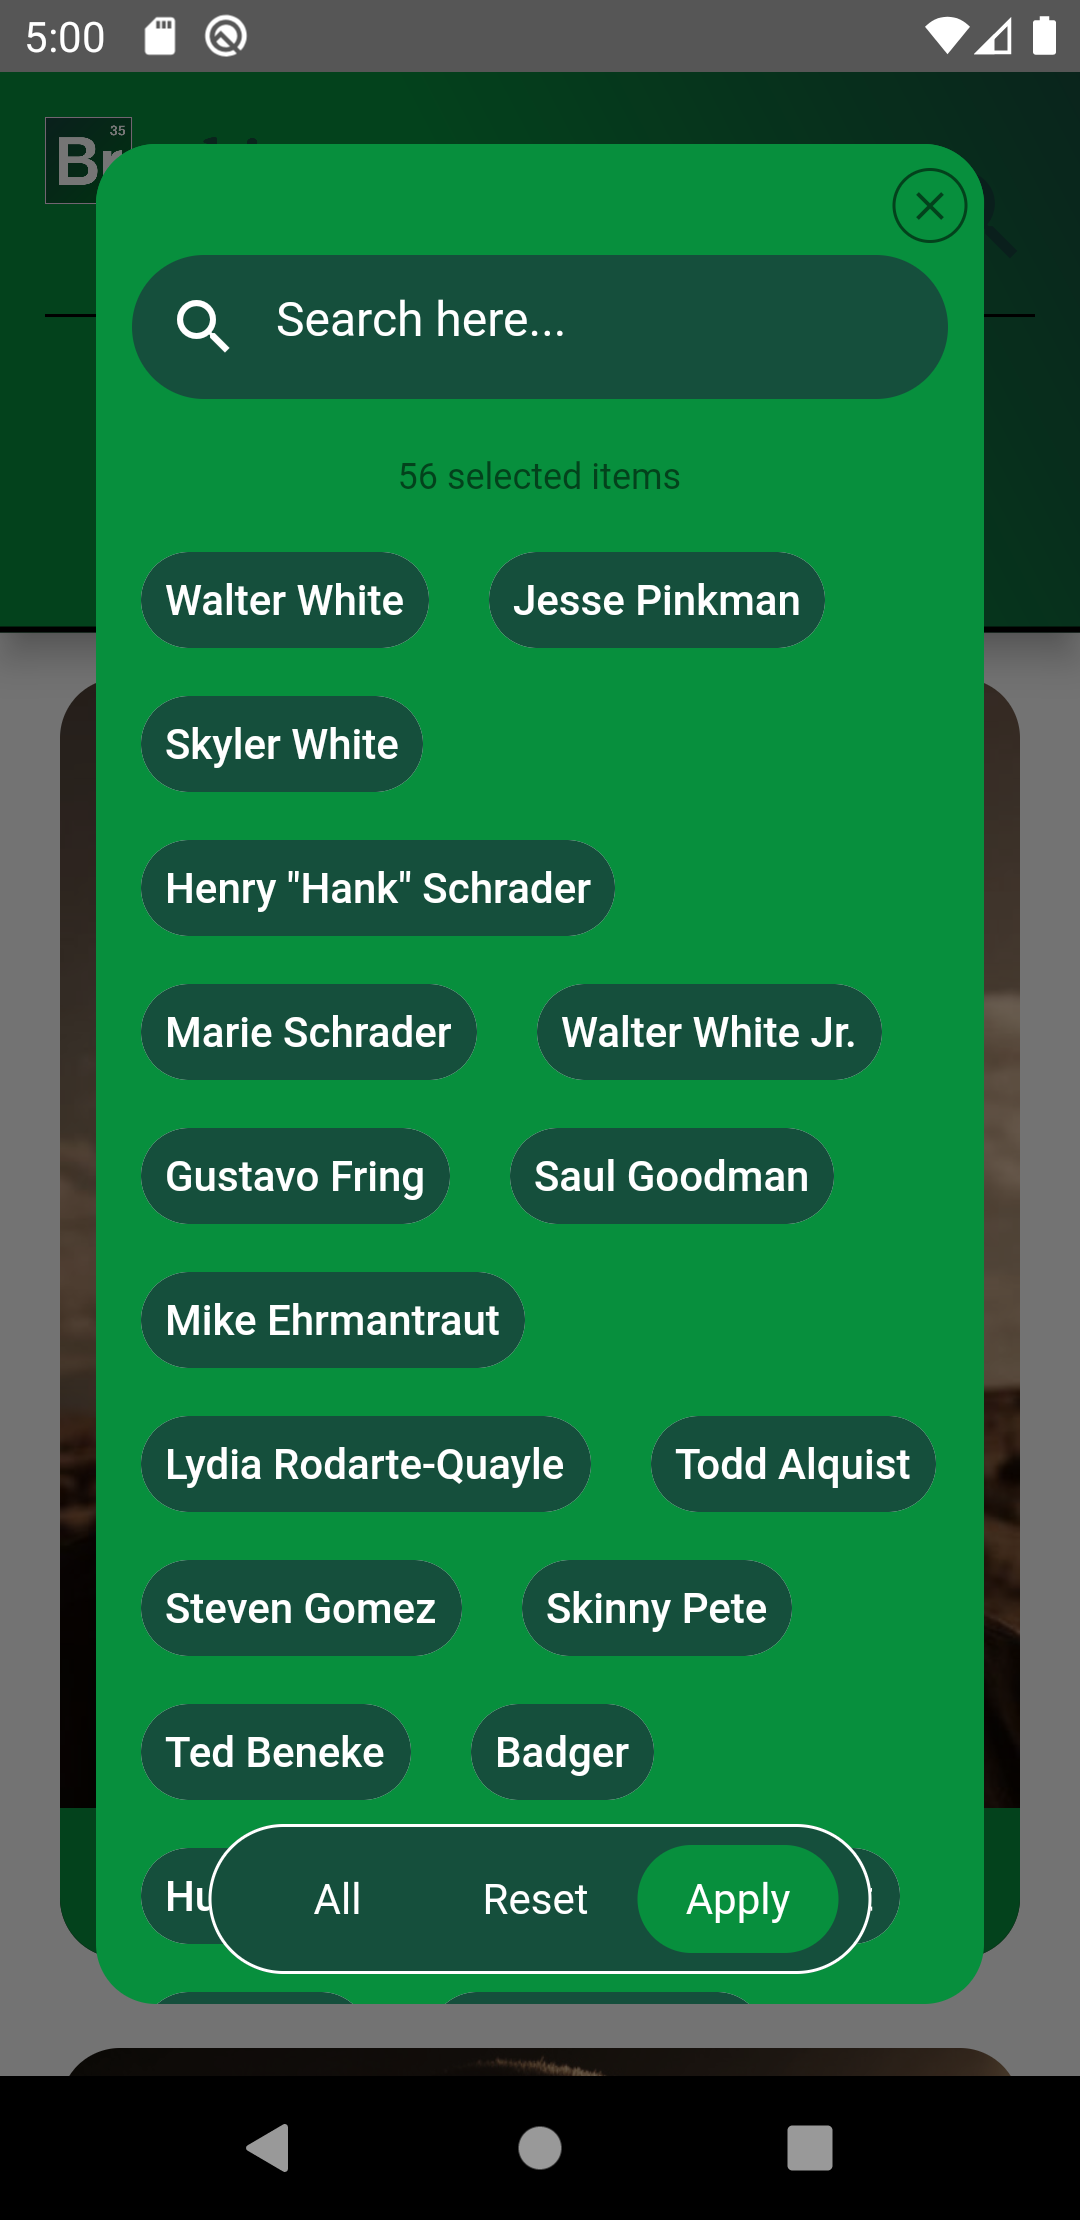 5:00
35
Br
Search here...
56 selected items
Walter White Jesse Pinkman
Skyler White
Henry "Hank" Schrader
Marie Schrader Walter White Jr.
Gustavo Fring Saul Goodman
Mike Ehrmantraut
Lydia Rodarte-Quayle Todd Alquist
Steven Gomez Skinny Pete
Ted Beneke Badger
Hu
All Reset Apply